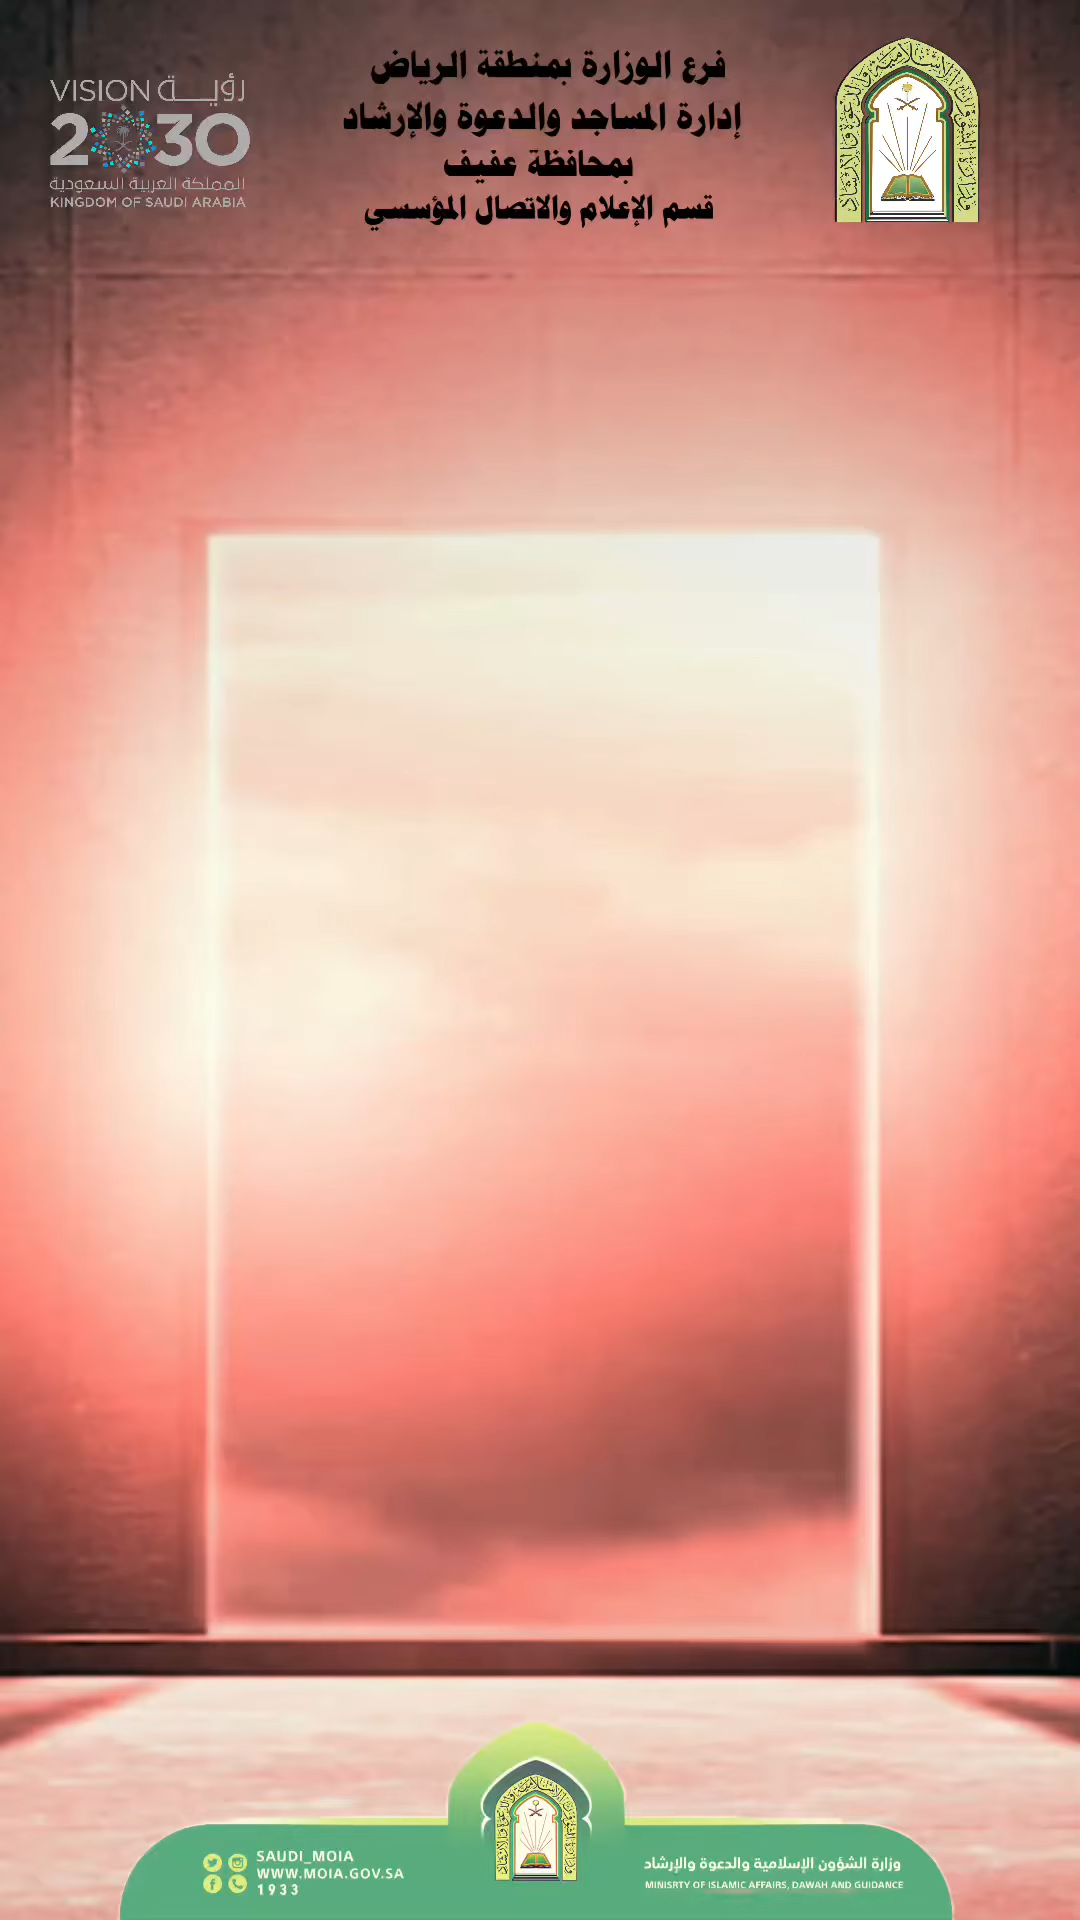 فرع الوزارة بمنطقة الرياض
إدارة المساجد والدعوة والإرشاد
بمحافظة عفيف
قسم الإعلام والاتصال المؤسسي
VISION رؤيـــة
2030
المملكة العربية السعودية
KINGDOM OF SAUDI ARABIA
SAUDI_MOIA
WWW.MOIA.GOV.SA
1933
وزارة الشؤون الإسلامية والدعوة والإرشاد
MINISRTY OF ISLAMIC AFFAIRS, DAWAH AND GUIDANCE